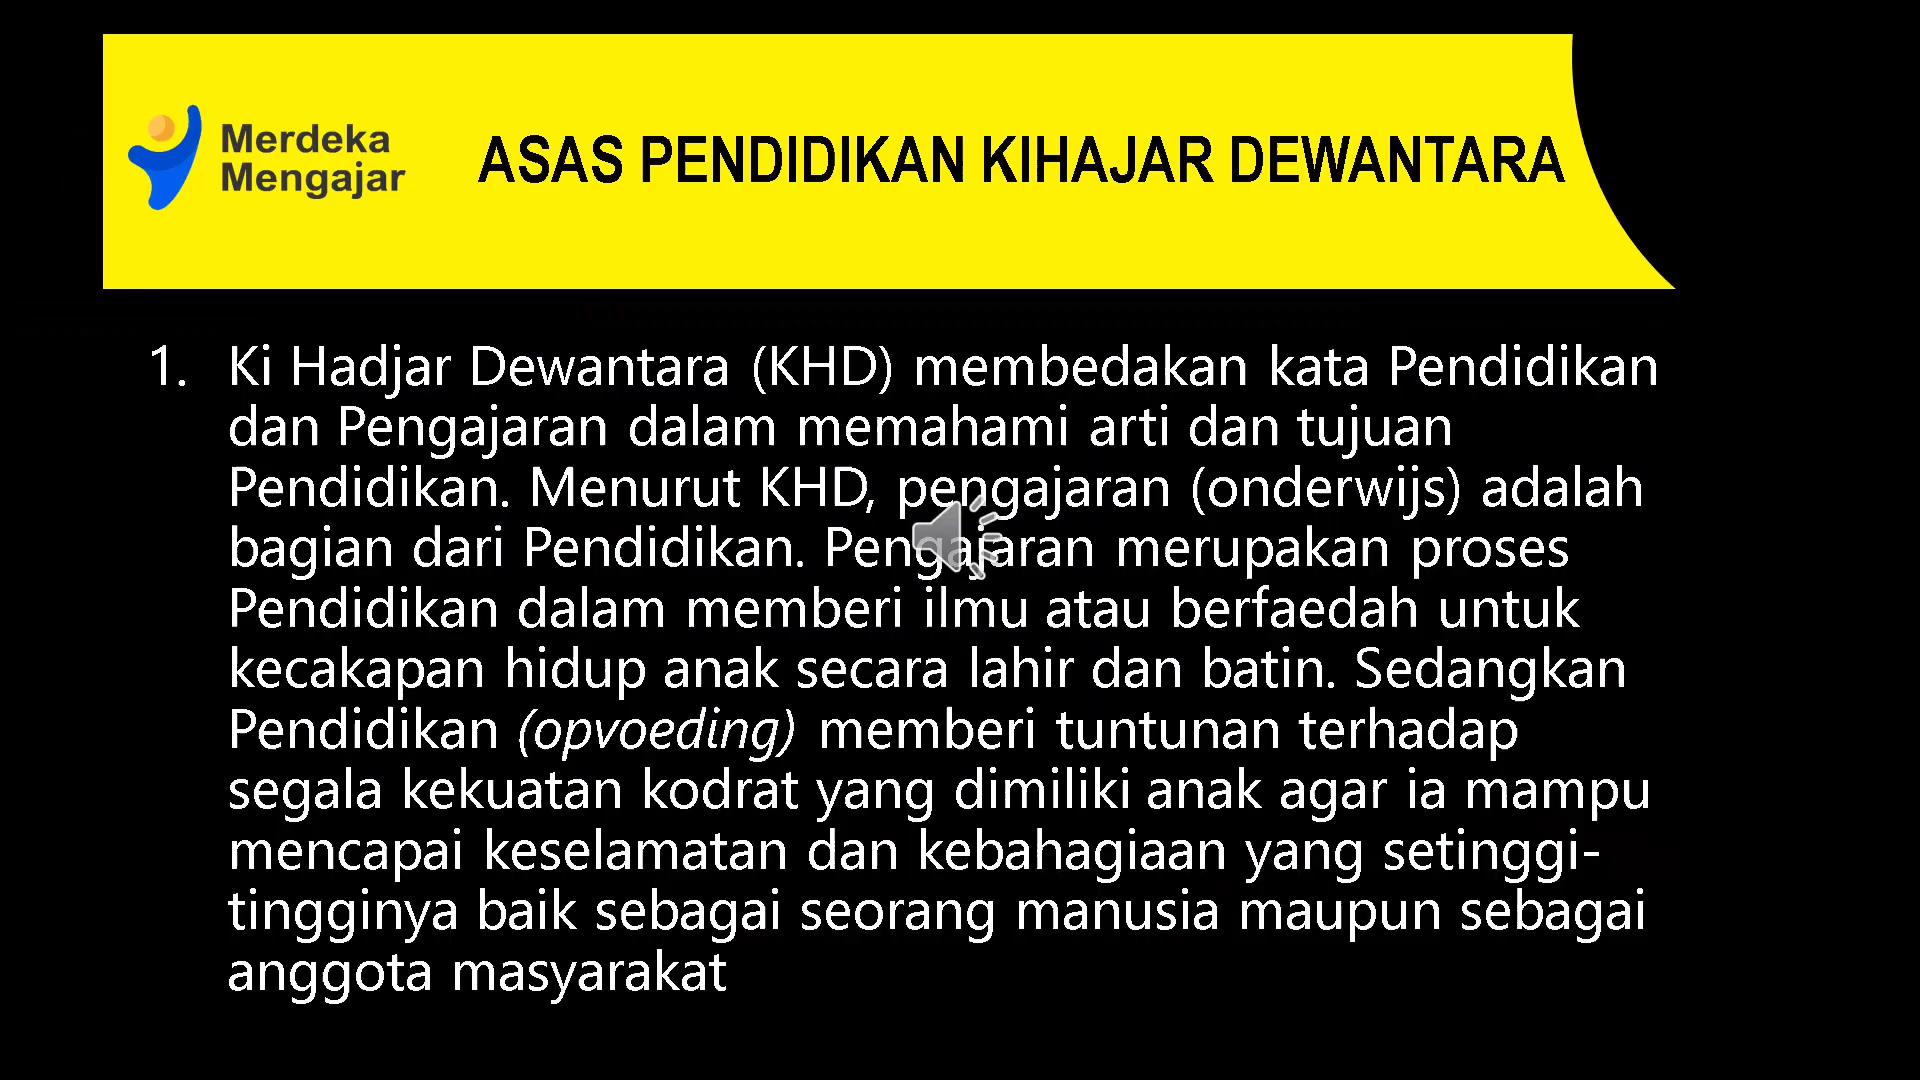 Merdeka
Mengajar
ASAS PENDIDIKAN KIHAJAR DEWANTARA
1. Ki Hadjar Dewantara (KHD) membedakan kata Pendidikan
dan Pengajaran dalam memahami arti dan tujuan
Pendidikan. Menurut KHD, pengajaran (onderwijs) adalah
bagian dari Pendidikan. Pengajaran merupakan proses
Pendidikan dalam memberi ilmu atau berfaedah untuk
kecakapan hidup anak secara lahir dan batin. Sedangkan
Pendidikan (opvoeding) memberi tuntunan terhadap
segala kekuatan kodrat yang dimiliki anak agar ia mampu
mencapai keselamatan dan kebahagiaan yang setinggi-
tingginya baik sebagai seorang manusia maupun sebagai
anggota masyarakat